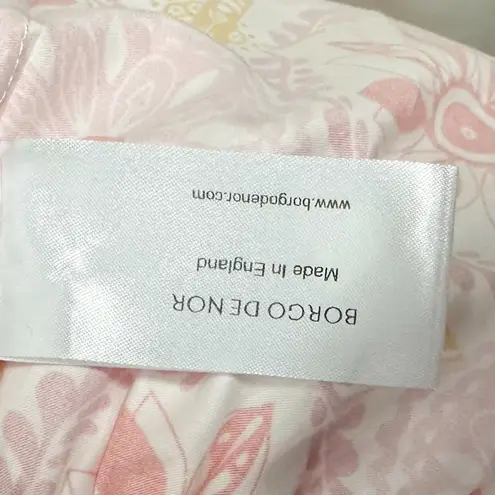 BORGO DE NOR
Made In England
www.borgodenor.com